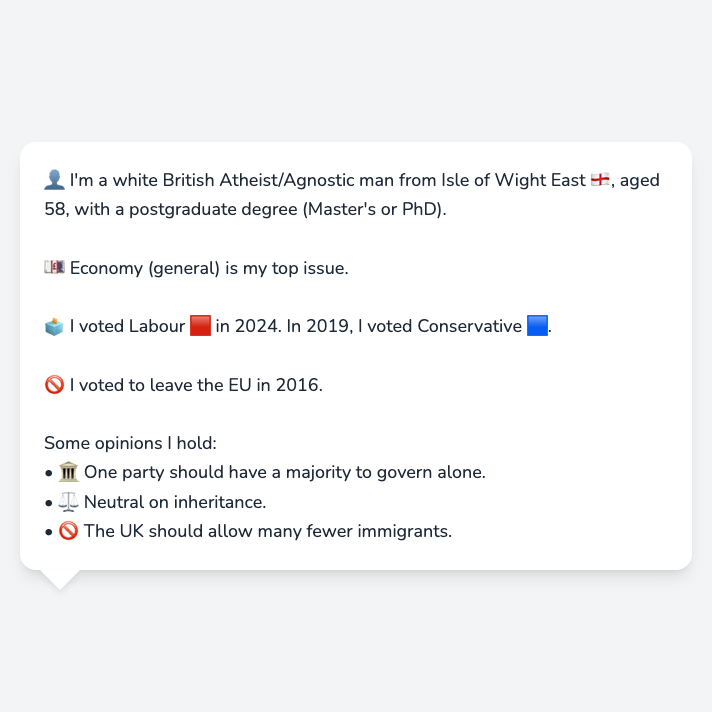 👤 I'm a white British Atheist/Agnostic man from Isle of Wight East 🏴󠁧󠁢󠁥󠁮󠁧󠁿, aged
58, with a postgraduate degree (Master's or PhD).
💷 Economy (general) is my top issue.
🗳️ I voted Labour 🟥 in 2024. In 2019, I voted Conservative 🟦.
🚫 I voted to leave the EU in 2016.
Some opinions I hold:
• 🏛️ One party should have a majority to govern alone.
• ⚖️ Neutral on inheritance.
• 🚫 The UK should allow many fewer immigrants.